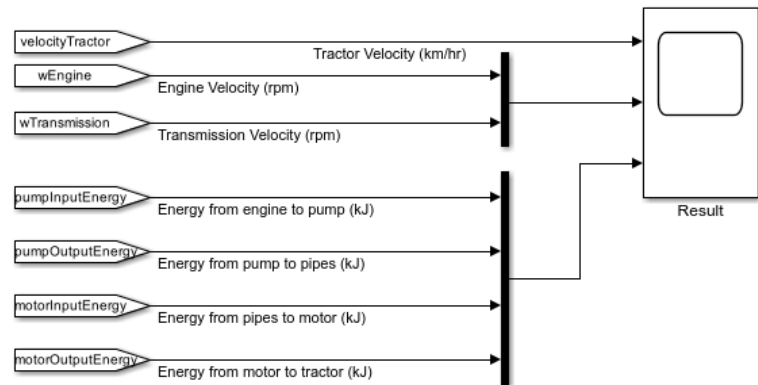 velocityTractor
Tractor Velocity (km/hr)
wEngine
Engine Velocity (rpm)
wTransmission
Transmission Velocity (rpm)
Result
pumpInputEnergy
Energy from engine to pump (kJ)
pumpOutputEnergy
Energy from pump to pipes (kJ)
motorInputEnergy
Energy from pipes to motor (kJ)
motorOutputEnergy
Energy from motor to tractor (kJ)